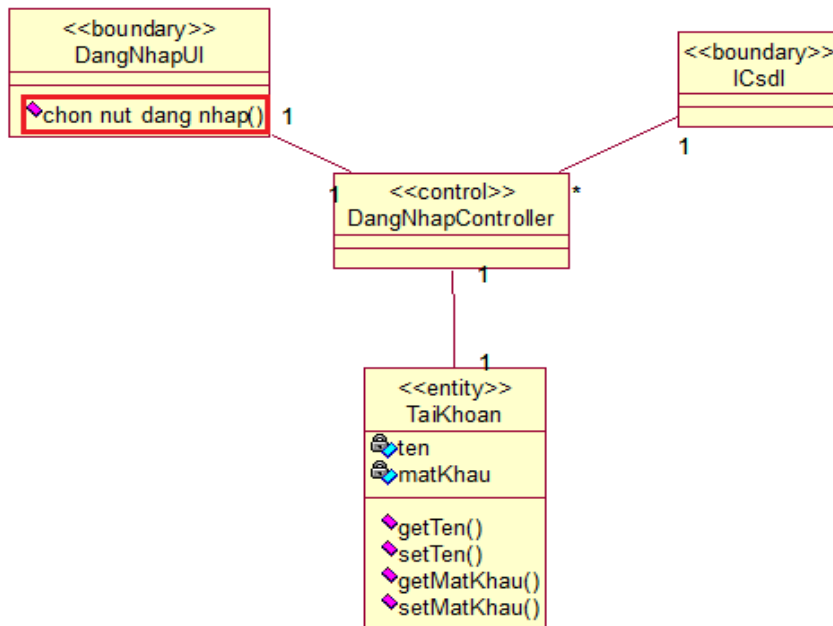 <<boundary>>
DangNhapUI
chon nut dang nhap()
1
<<boundary>>
ICsdl
1
1
<<control>>
*
DangNhapController
1
1
<<entity>>
TaiKhoan
ten
matKhau
getTen()
setTen()
getMatKhau()
setMatKhau()